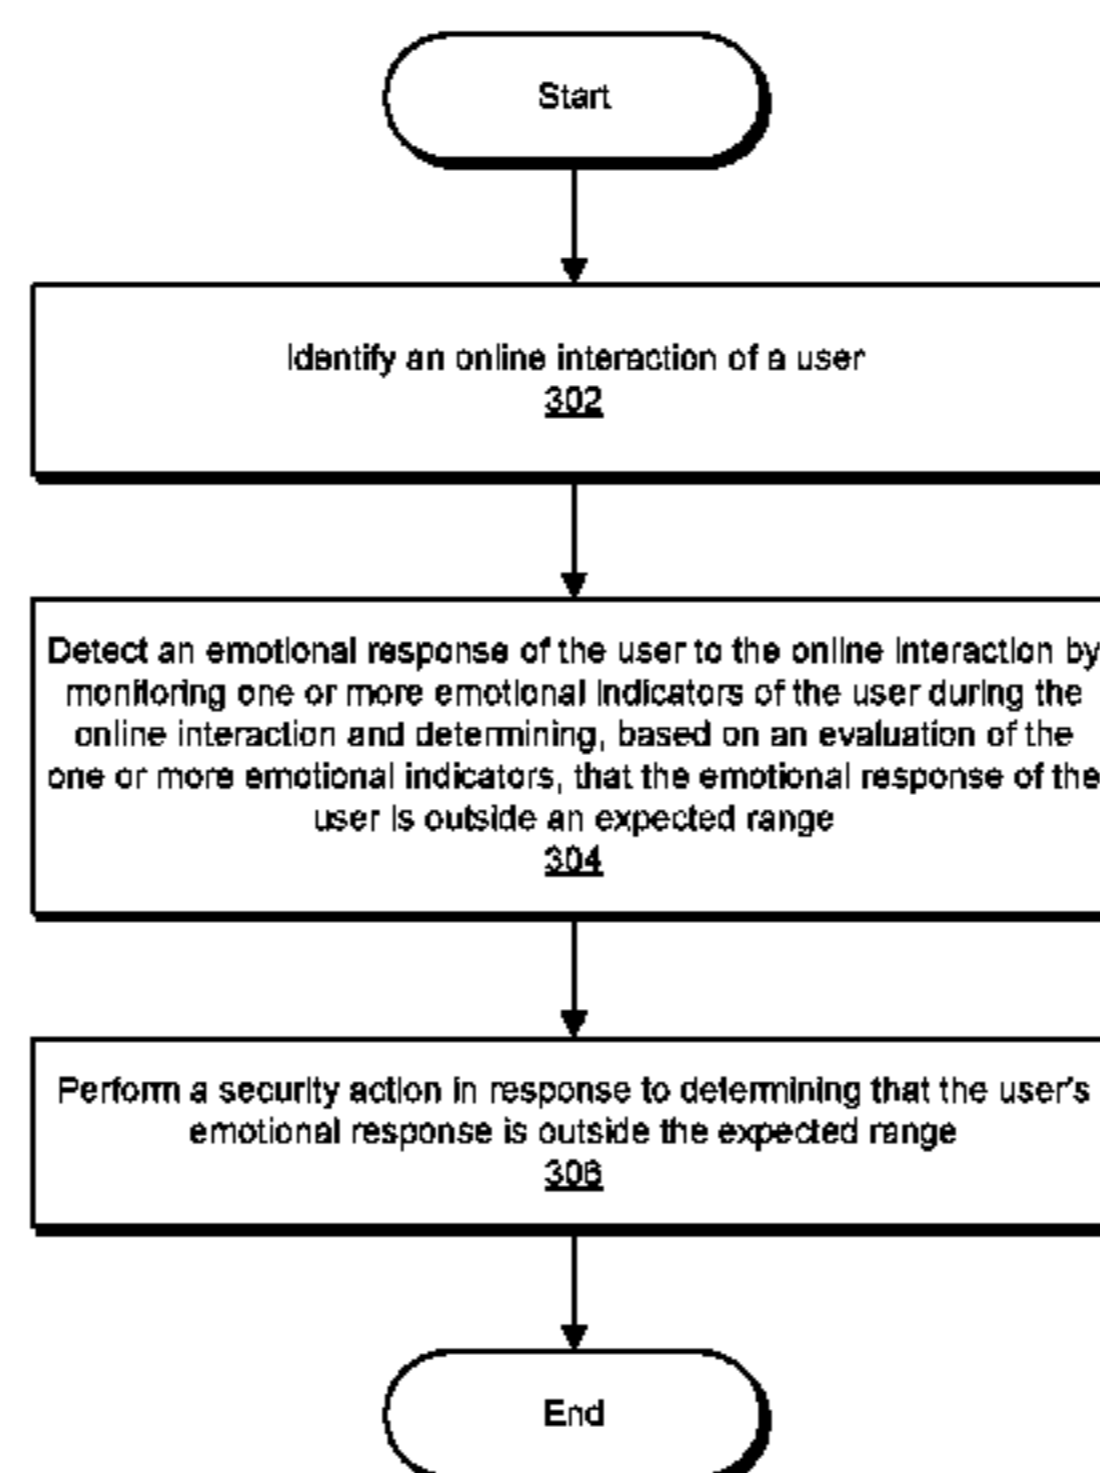 Start
Identify an online interaction of a user
302
Detect an emotional response of the user to the online interaction by
monitoring one or more emotional indicators of the user during the
online interaction and determining, based on an evaluation of the
one or more emotional indicators, that the emotional response of the
user is outside an expected range
304
Perform a security action in response to determining that the user's
emotional response is outside the expected range
306
End